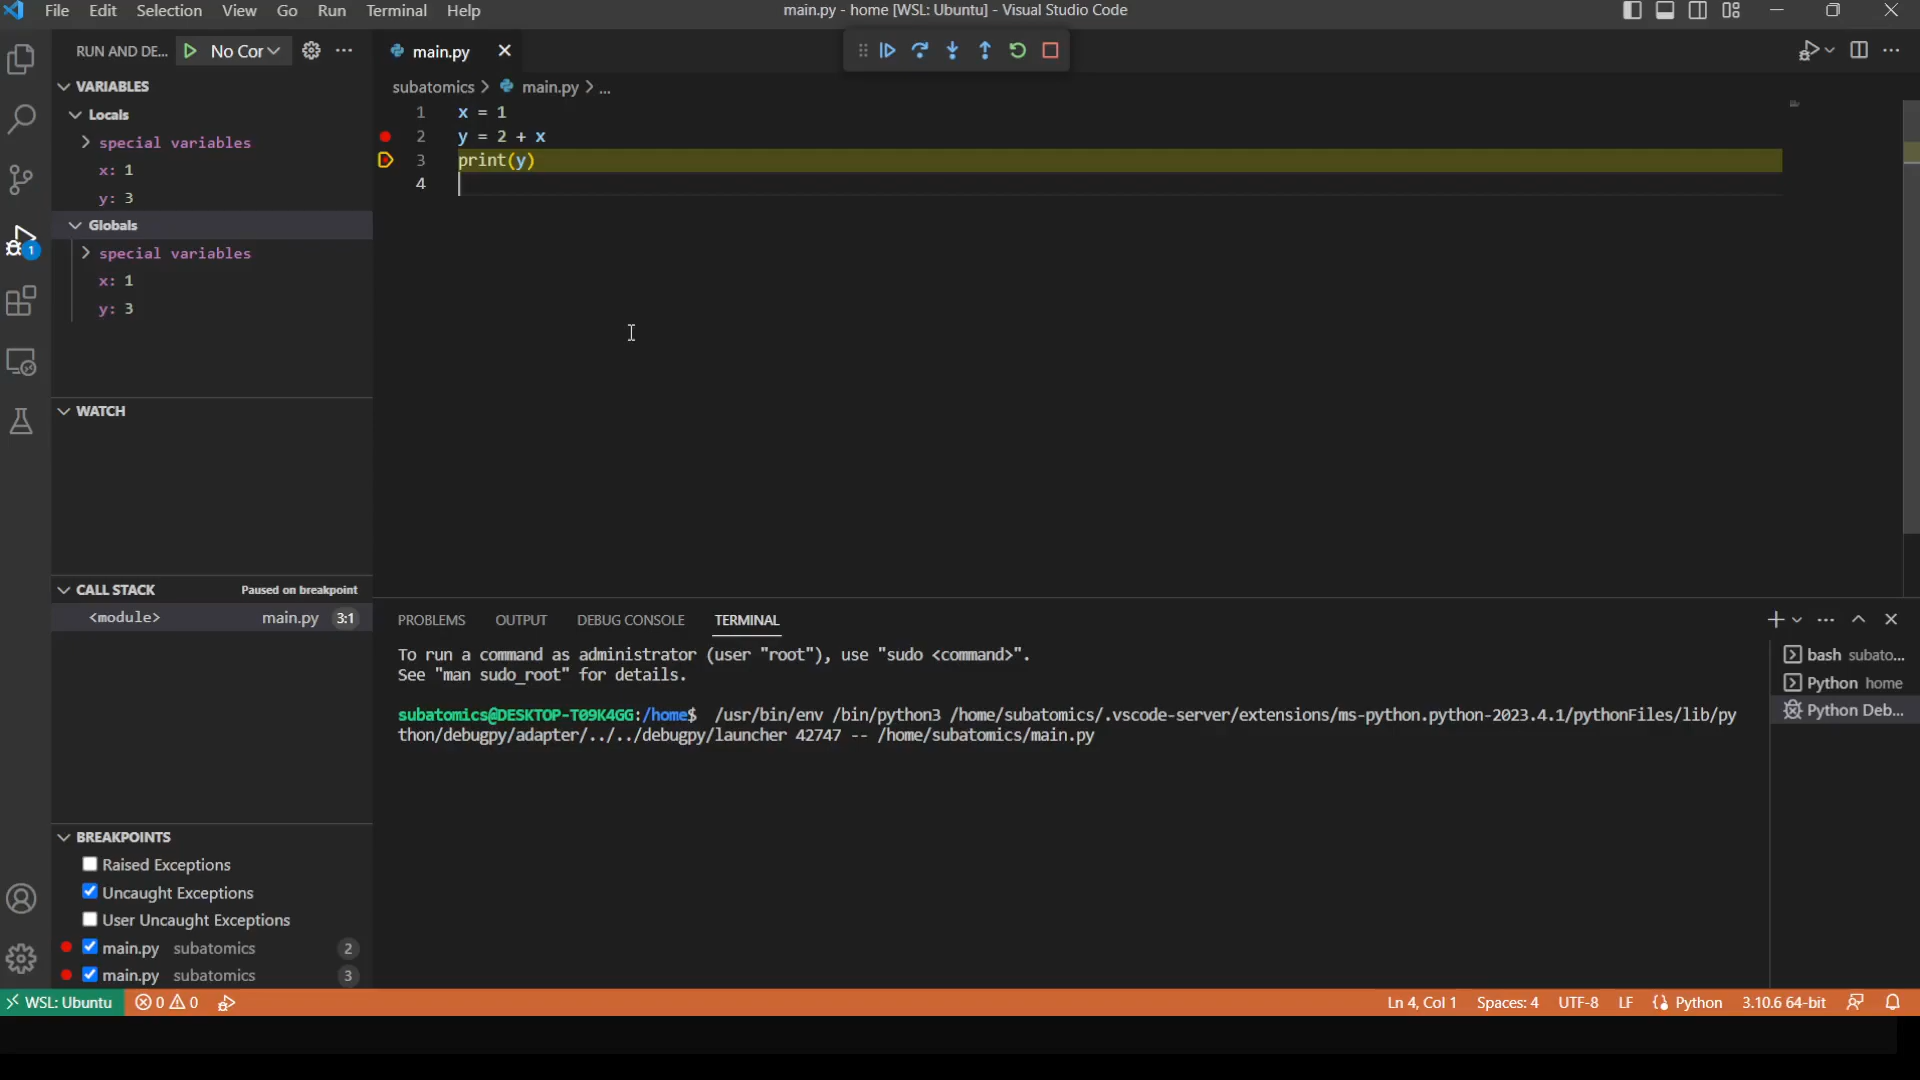 File Edit Selection View Go Run Terminal Help
main.py - home [WSL: Ubuntu] - Visual Studio Code
RUN AND DE... No Cor
main.py
subatomics > main.py > ...
VARIABLES
Locals
special variables
x: 1
y: 3
Globals
special variables
x: 1
y: 3
1 x = 1
2 y = 2 + x
3 print(y)
4
WATCH
CALL STACK Paused on breakpoint
<module> main.py 3:1
BREAKPOINTS
Raised Exceptions
Uncaught Exceptions
User Uncaught Exceptions
main.py subatomics 2
main.py subatomics 3
1
PROBLEMS OUTPUT DEBUG CONSOLE TERMINAL
To run a command as administrator (user "root"), use "sudo <command>".
See "man sudo_root" for details.
subatomics@DESKTOP-T09K4GG:/home$ /usr/bin/env /bin/python3 /home/subatomics/.vscode-server/extensions/ms-python.python-2023.4.1/pythonFiles/lib/py
thon/debugpy/adapter/../../debugpy/launcher 42747 -- /home/subatomics/main.py
bash subato...
Python home
Python Deb...
WSL: Ubuntu 0 0
Ln 4, Col 1 Spaces: 4 UTF-8 LF Python 3.10.6 64-bit